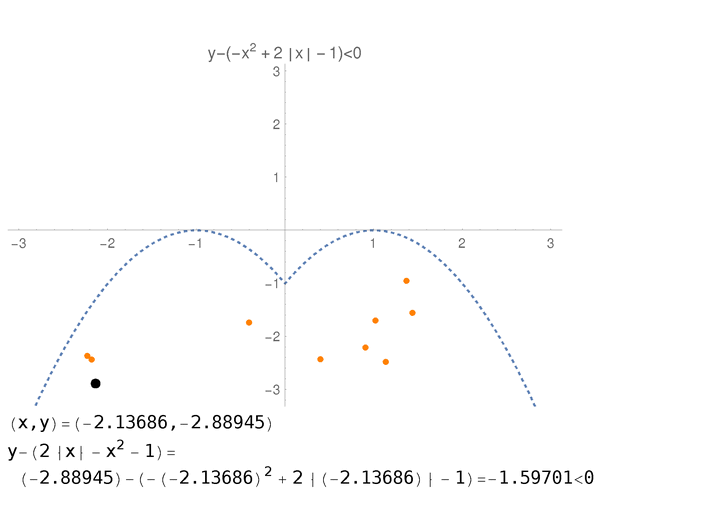 y−(−x² + 2 |x| − 1)<0
3
2
1
−3 −2 −1 1 2 3
−1
−2
−3
(x,y)=(−2.13686,−2.88945)
y−(2 |x| − x² − 1)=
(−2.88945)−(−(−2.13686)² + 2 |(−2.13686)| − 1)=−1.59701<0